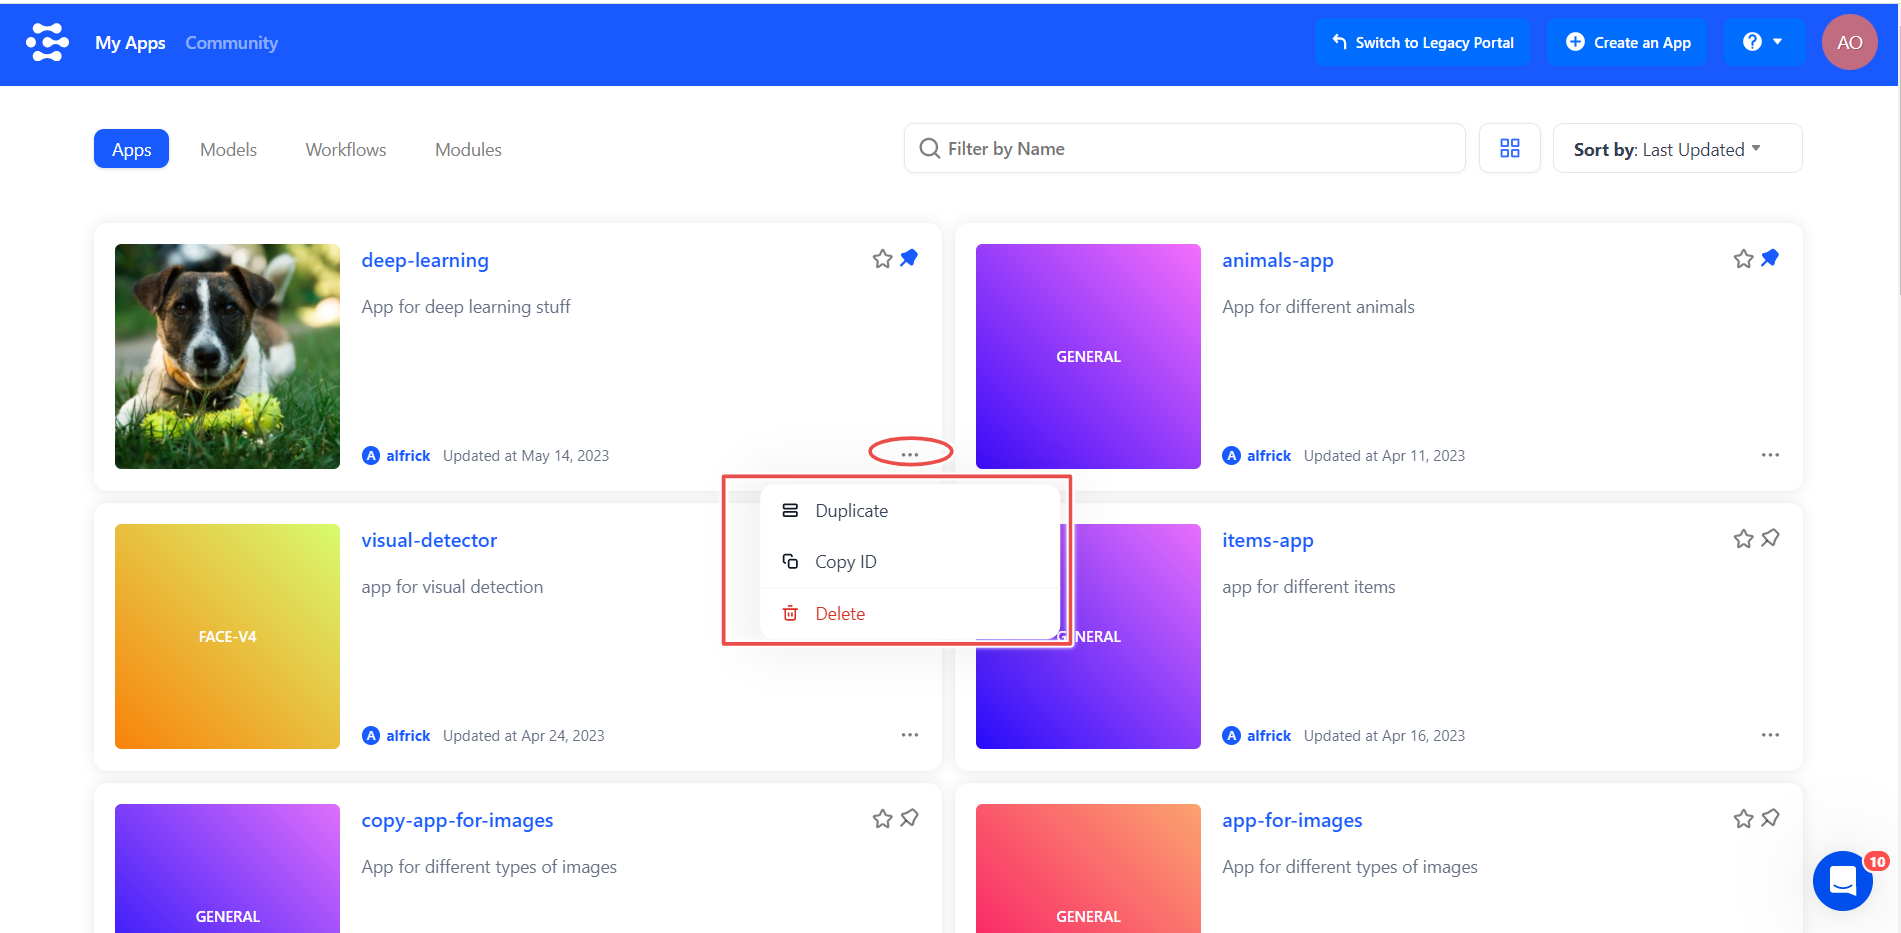 My Apps
Community
Switch to Legacy Portal
Create an App
AO
Apps
Models
Workflows
Modules
Filter by Name
Sort by: Last Updated
deep-learning
App for deep learning stuff
A alfrick Updated at May 14, 2023
...
GENERAL
animals-app
App for different animals
A alfrick Updated at Apr 11, 2023
...
Duplicate
Copy ID
Delete
FACE-V4
visual-detector
app for visual detection
A alfrick Updated at Apr 24, 2023
...
GENERAL
items-app
app for different items
A alfrick Updated at Apr 16, 2023
...
GENERAL
copy-app-for-images
App for different types of images
GENERAL
app-for-images
App for different types of images
10